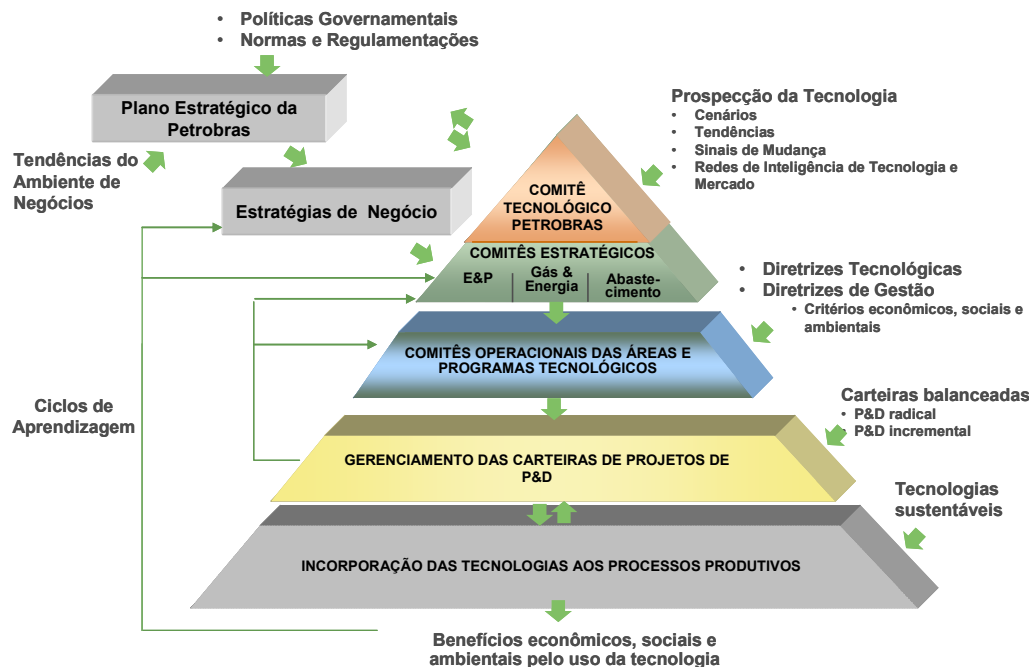 • Políticas Governamentais
• Normas e Regulamentações
Plano Estratégico da
Petrobras
Tendências do
Ambiente de
Negócios
Estratégias de Negócio
Prospecção da Tecnologia
• Cenários
• Tendências
• Sinais de Mudança
• Redes de Inteligência de Tecnologia e
Mercado
COMITÊ
TECNOLÓGICO
PETROBRAS
COMITÊS ESTRATÉGICOS
E&P
Gás &
Energia
Abaste-
cimento
• Diretrizes Tecnológicas
• Diretrizes de Gestão
• Critérios econômicos, sociais e
ambientais
COMITÊS OPERACIONAIS DAS ÁREAS E
PROGRAMAS TECNOLÓGICOS
Ciclos de
Aprendizagem
Carteiras balanceadas
• P&D radical
• P&D incremental
GERENCIAMENTO DAS CARTEIRAS DE PROJETOS DE
P&D
Tecnologias
sustentáveis
INCORPORAÇÃO DAS TECNOLOGIAS AOS PROCESSOS PRODUTIVOS
Benefícios econômicos, sociais e
ambientais pelo uso da tecnologia